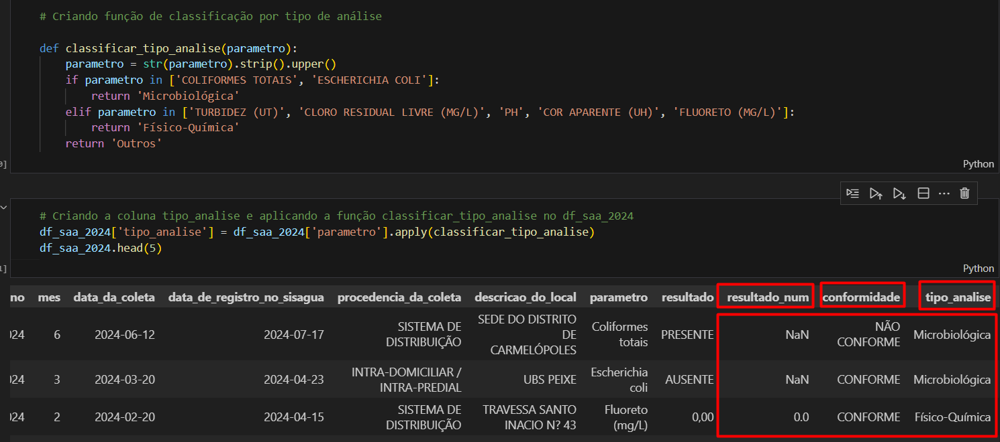 # Criando função de classificação por tipo de análise
def classificar_tipo_analise(parametro):
    parametro = str(parametro).strip().upper()
    if parametro in ['COLIFORMES TOTAIS', 'ESCHERICHIA COLI']:
        return 'Microbiológica'
    elif parametro in ['TURBIDEZ (UT)', 'CLORO RESIDUAL LIVRE (MG/L)', 'PH', 'COR APARENTE (UH)', 'FLUORETO (MG/L)']:
        return 'Físico-Química'
    return 'Outros'
Python
# Criando a coluna tipo_analise e aplicando a função classificar_tipo_analise no df_saa_2024
df_saa_2024['tipo_analise'] = df_saa_2024['parametro'].apply(classificar_tipo_analise)
df_saa_2024.head(5)
Python
no mes data_da_coleta data_de_registro_no_sisagua procedencia_da_coleta descricao_do_local parametro resultado resultado_num conformidade tipo_analise
SEDE DO DISTRITO
SISTEMA DE Coliformes NÃO
024 6 2024-06-12 2024-07-17 DE PRESENTE NaN Microbiológica
DISTRIBUIÇÃO totais CONFORME
CARMELÓPOLES
INTRA-DOMICILIAR / Escherichia
024 3 2024-03-20 2024-04-23 UBS PEIXE AUSENTE NaN CONFORME Microbiológica
INTRA-PREDIAL coli
SISTEMA DE TRAVESSA SANTO Fluoreto
024 2 2024-02-20 2024-04-15 0,00 0.0 CONFORME Físico-Química
DISTRIBUIÇÃO INACIO N? 43 (mg/L)